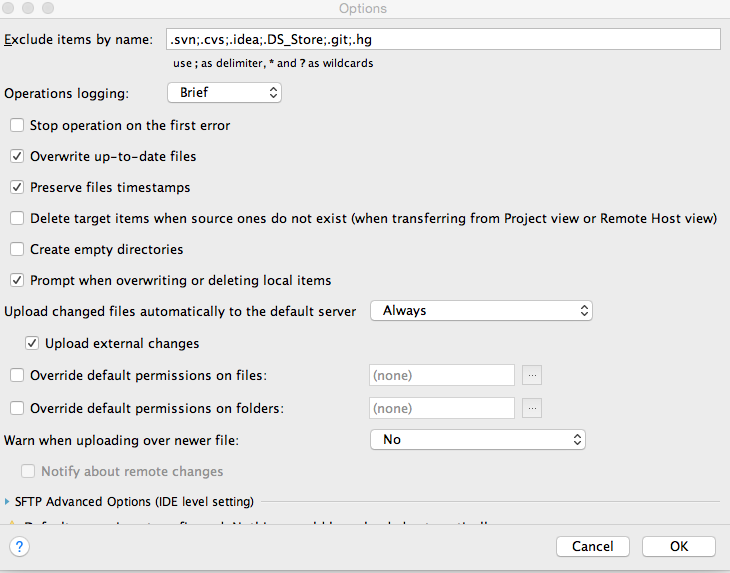 Options
Exclude items by name: .svn;.cvs;.idea;.DS_Store;.git;.hg
use ; as delimiter, * and ? as wildcards
Operations logging: Brief
Stop operation on the first error
Overwrite up-to-date files
Preserve files timestamps
Delete target items when source ones do not exist (when transferring from Project view or Remote Host view)
Create empty directories
Prompt when overwriting or deleting local items
Upload changed files automatically to the default server Always
Upload external changes
Override default permissions on files: (none) ...
Override default permissions on folders: (none) ...
Warn when uploading over newer file: No
Notify about remote changes
SFTP Advanced Options (IDE level setting)
? Cancel OK